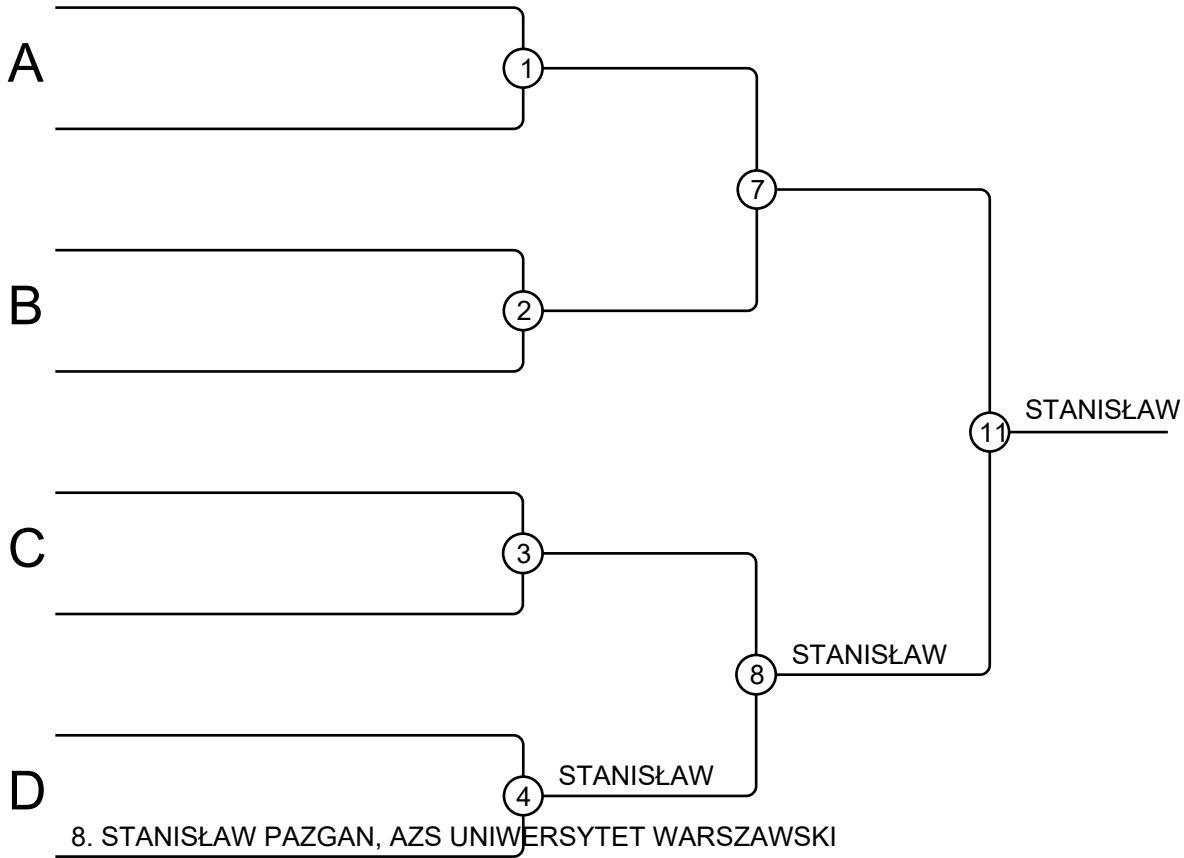 A
1
7
B
2
STANISŁAW
11
C
3
STANISŁAW
8
STANISŁAW
D
4
8. STANISŁAW PAZGAN, AZS UNIWERSYTET WARSZAWSKI